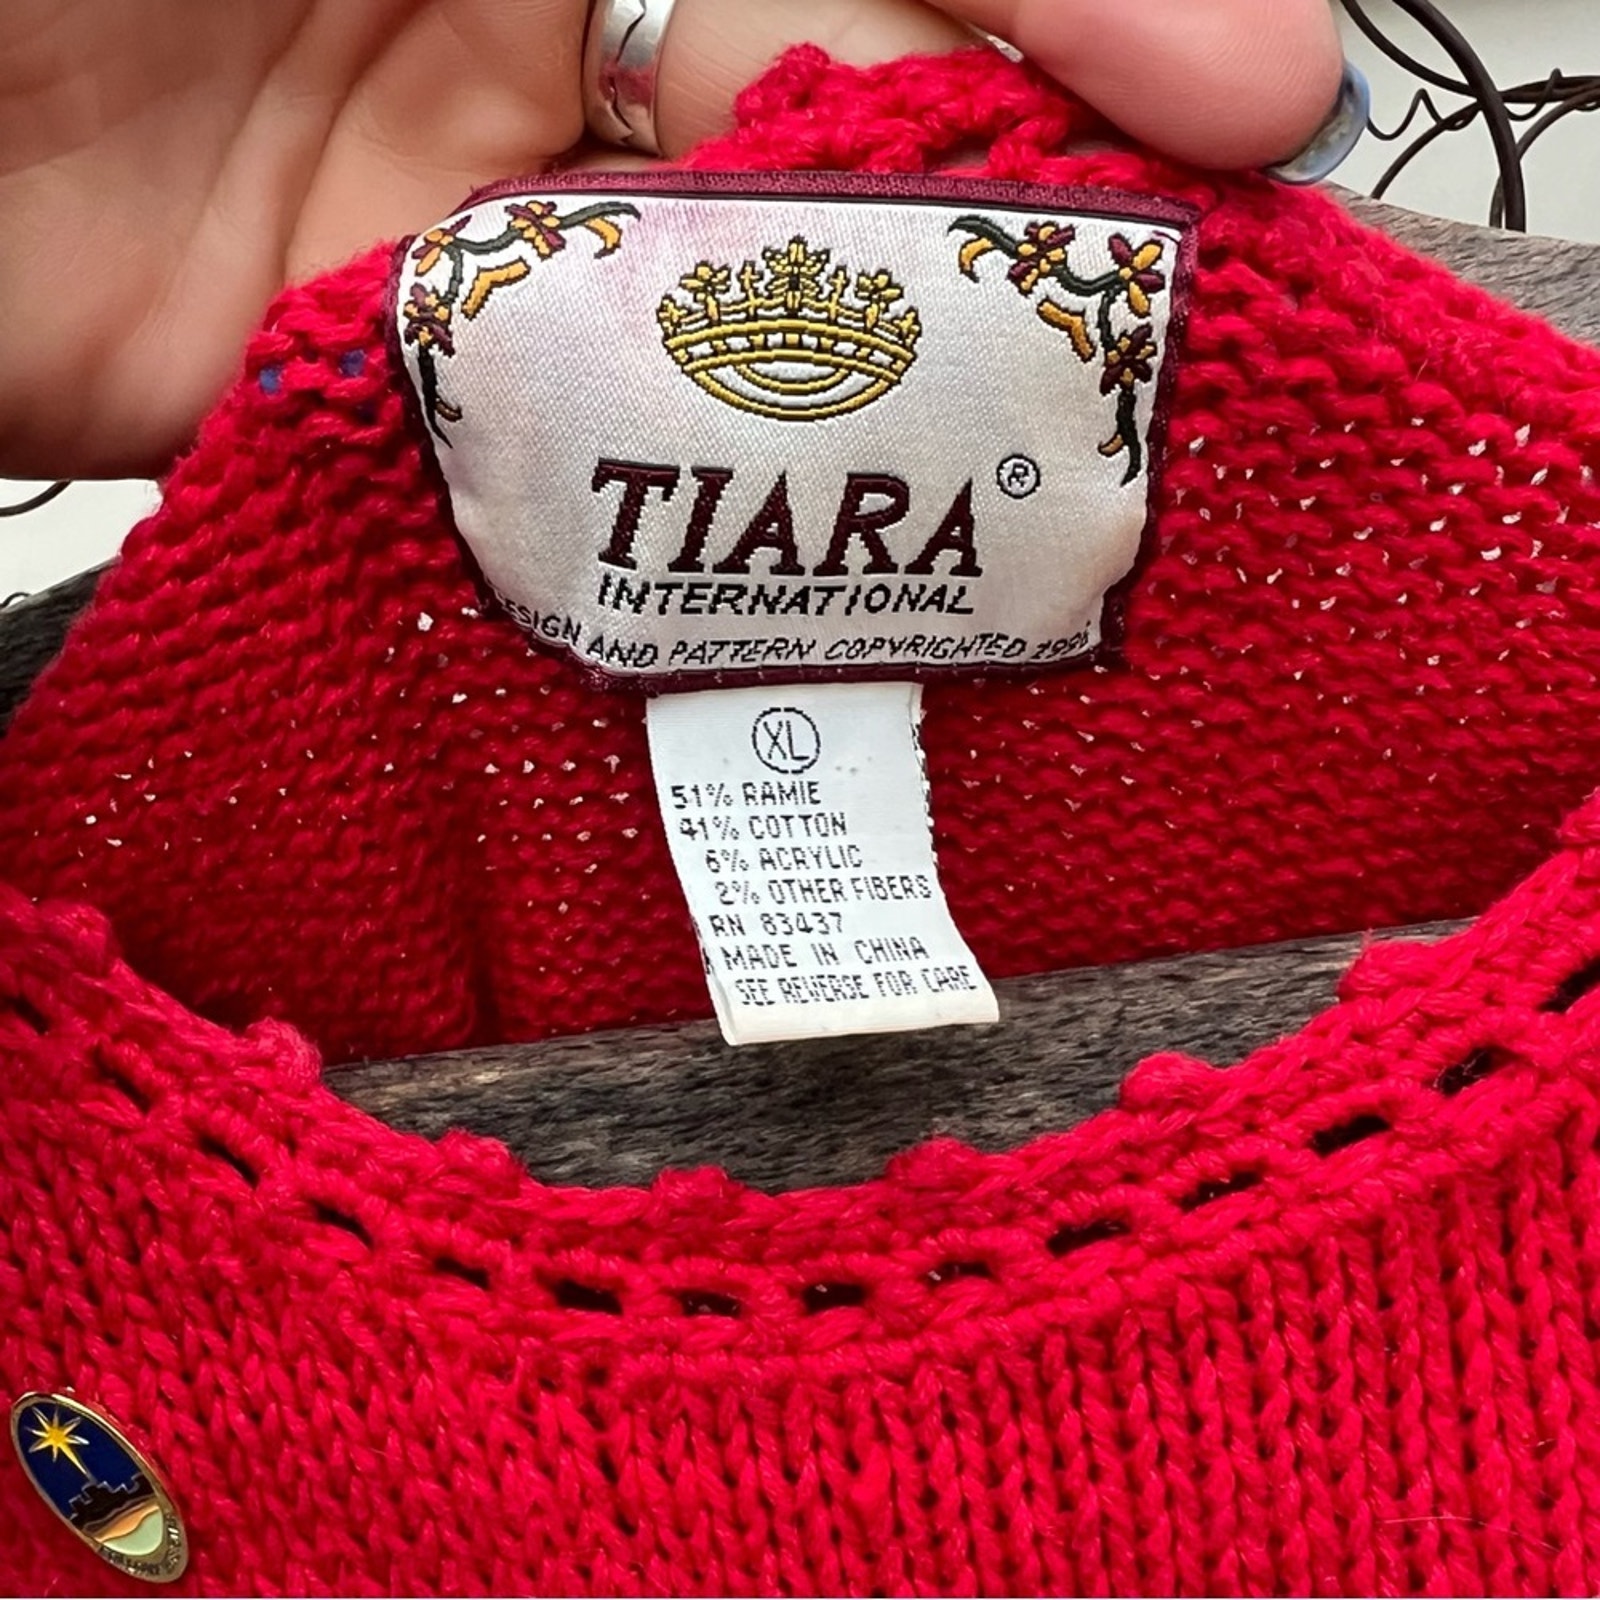 TIARA ®
INTERNATIONAL
DESIGN AND PATTERN COPYRIGHTED 1996
XL
51% RAMIE
41% COTTON
6% ACRYLIC
2% OTHER FIBERS
RN 83437
MADE IN CHINA
SEE REVERSE FOR CARE